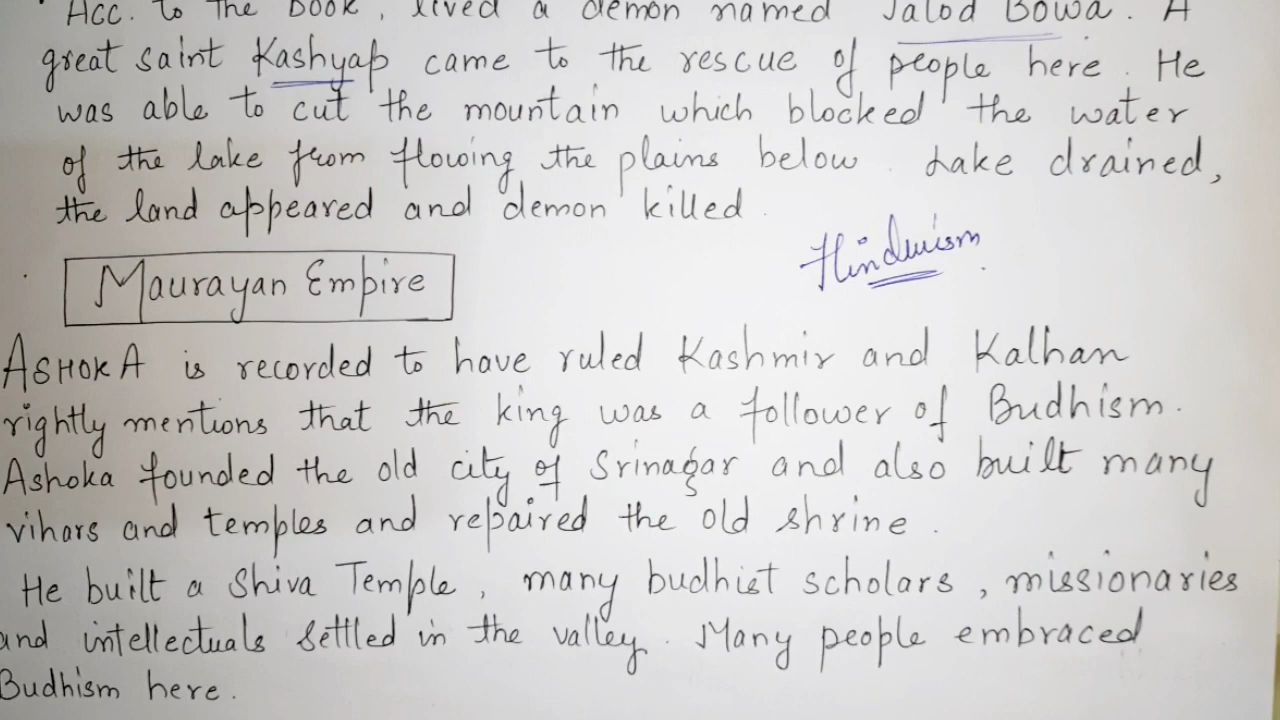 Acc. to the book, lived a demon named Jalod Bowa. A
great saint Kashyap came to the rescue of people here. He
was able to cut the mountain which blocked the water
of the lake from flowing the plains below. Lake drained,
the land appeared and demon killed.
Hinduism
Maurayan Empire
ASHOKA is recorded to have ruled Kashmir and Kalhan
rightly mentions that the king was a follower of Budhism.
Ashoka founded the old city of Srinagar and also built many
vihars and temples and repaired the old shrine.
He built a Shiva Temple, many budhist scholars, missionaries
and intellectuals settled in the valley. Many people embraced
Budhism here.